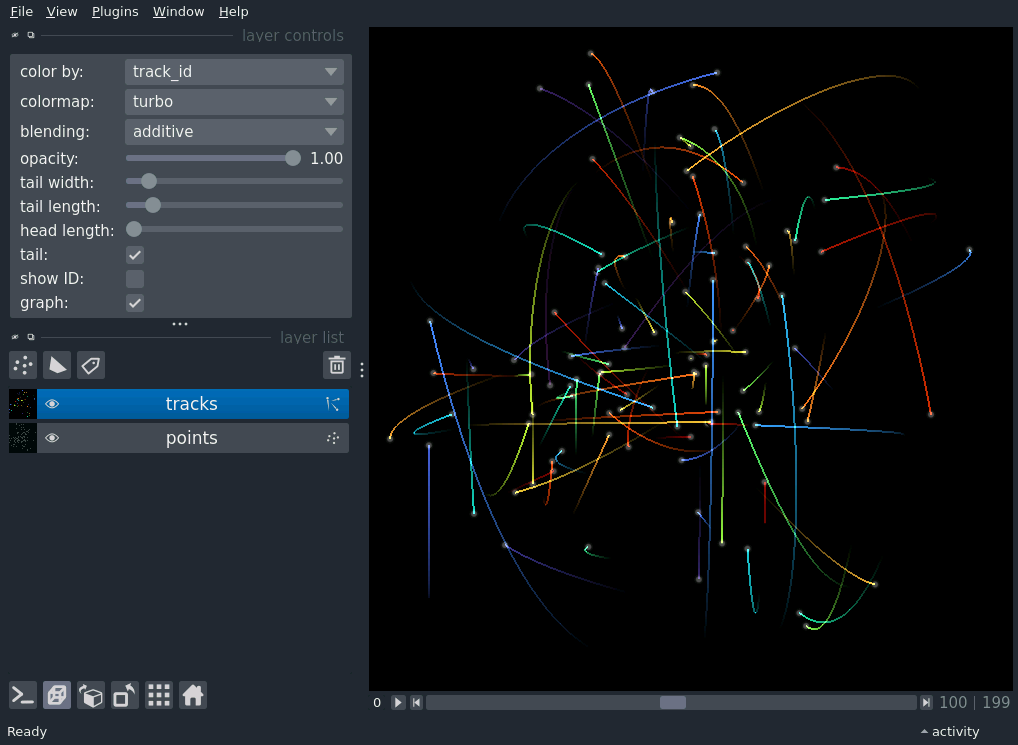 File View Plugins Window Help
layer controls
color by: track_id
colormap: turbo
blending: additive
opacity: 1.00
tail width:
tail length:
head length:
tail:
show ID:
graph:
layer list
tracks
points
0 100 | 199
Ready activity